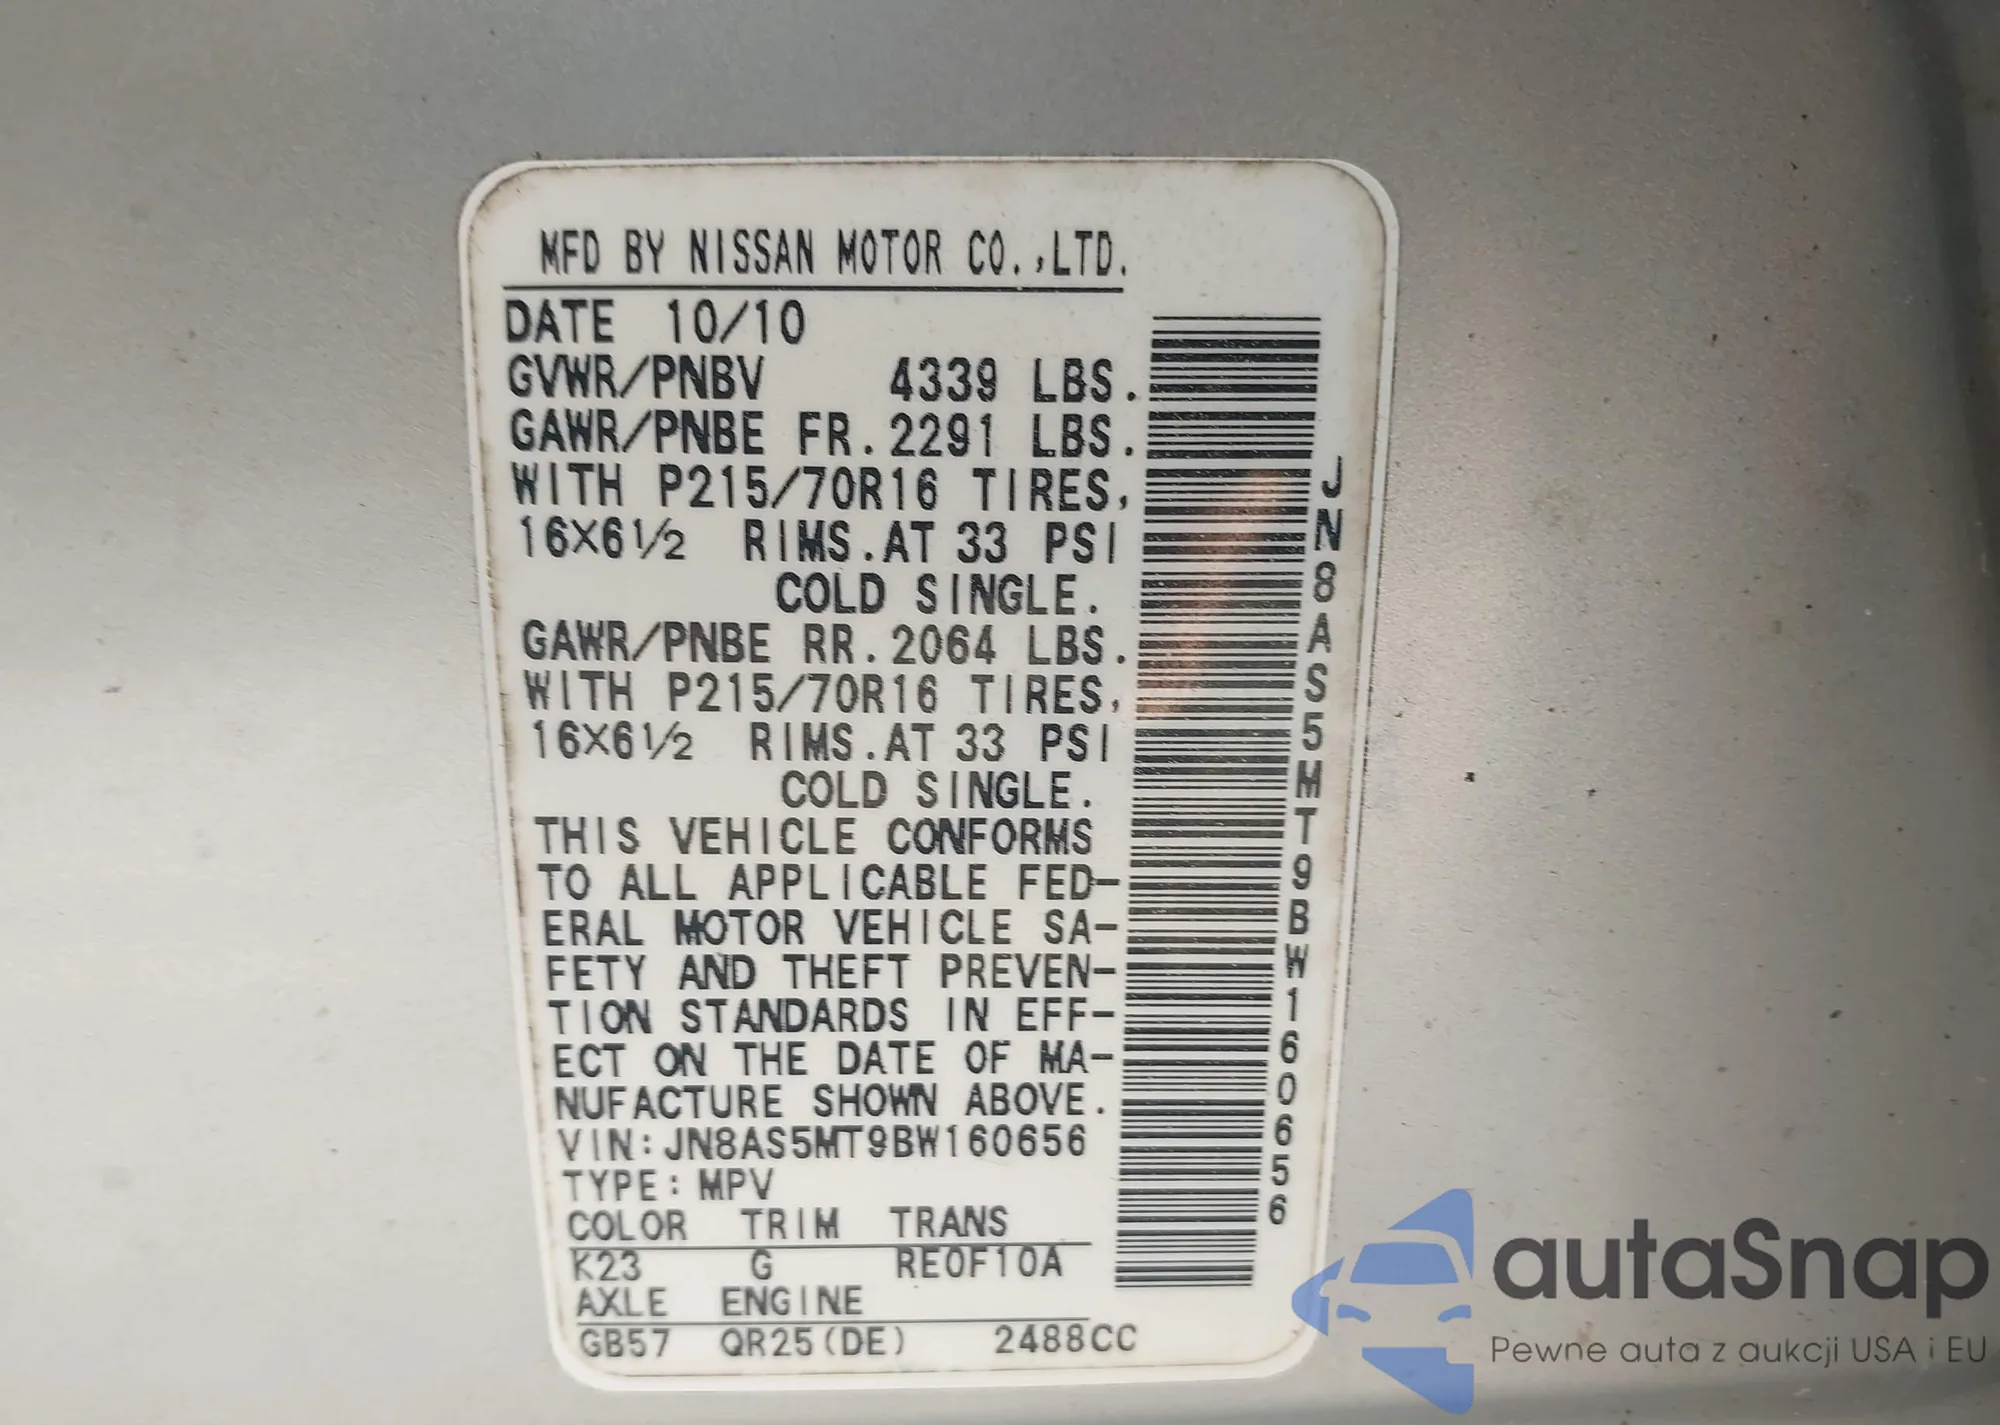 MFD BY NISSAN MOTOR CO.,LTD.
DATE 10/10
GVWR/PNBV 4339 LBS.
GAWR/PNBE FR.2291 LBS.
WITH P215/70R16 TIRES,
16X6½ RIMS.AT 33 PSI
COLD SINGLE.
GAWR/PNBE RR.2064 LBS.
WITH P215/70R16 TIRES,
16X6½ RIMS.AT 33 PSI
COLD SINGLE.
THIS VEHICLE CONFORMS
TO ALL APPLICABLE FED-
ERAL MOTOR VEHICLE SA-
FETY AND THEFT PREVEN-
TION STANDARDS IN EFF-
ECT ON THE DATE OF MA-
NUFACTURE SHOWN ABOVE.
VIN:JN8AS5MT9BW160656
TYPE:MPV
COLOR TRIM TRANS
K23 G RE0F10A
AXLE ENGINE
GB57 QR25(DE) 2488CC
JN8AS5MT9BW160656
autaSnap
Pewne auta z aukcji USA i EU